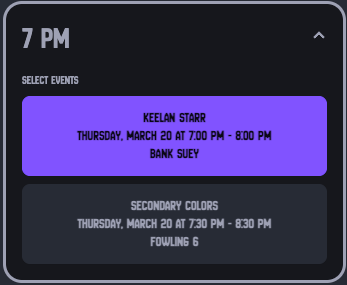 7 PM
SELECT EVENTS
KEELAN STARR
THURSDAY, MARCH 20 AT 7:00 PM - 8:00 PM
BANK SUEY
SECONDARY COLORS
THURSDAY, MARCH 20 AT 7:30 PM - 8:30 PM
FOWLING 6